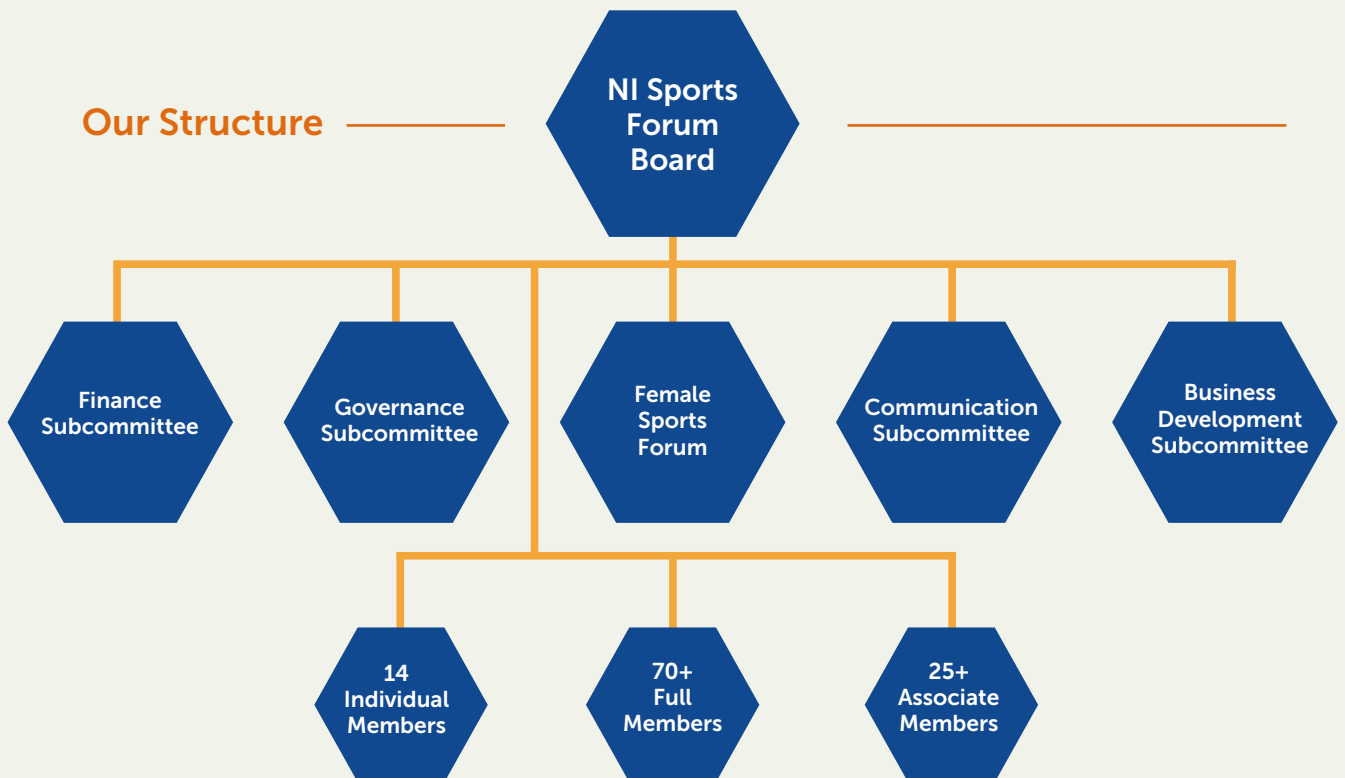 Our Structure
NI Sports
Forum
Board
Finance
Subcommittee
Governance
Subcommittee
Female
Sports
Forum
Communication
Subcommittee
Business
Development
Subcommittee
14
Individual
Members
70+
Full
Members
25+
Associate
Members